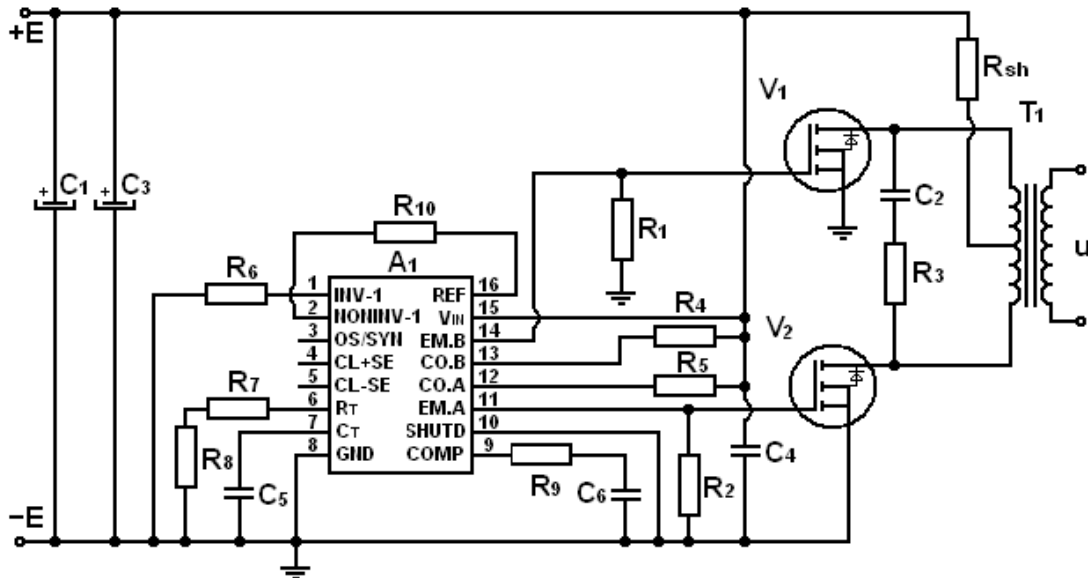 +E
C1
C3
R10
R6
A1
1 INV-1 REF 16
2 NONINV-1 VIN 15
3 OS/SYN EM.B 14
4 CL+SE CO.B 13
5 CL-SE CO.A 12
6 RT EM.A 11
7 CT SHUTD 10
8 GND COMP 9
R7
R8
C5
R9
C6
R1
R4
R5
R2
C4
V1
V2
C2
R3
Rsh
T1
u
+
+
–E